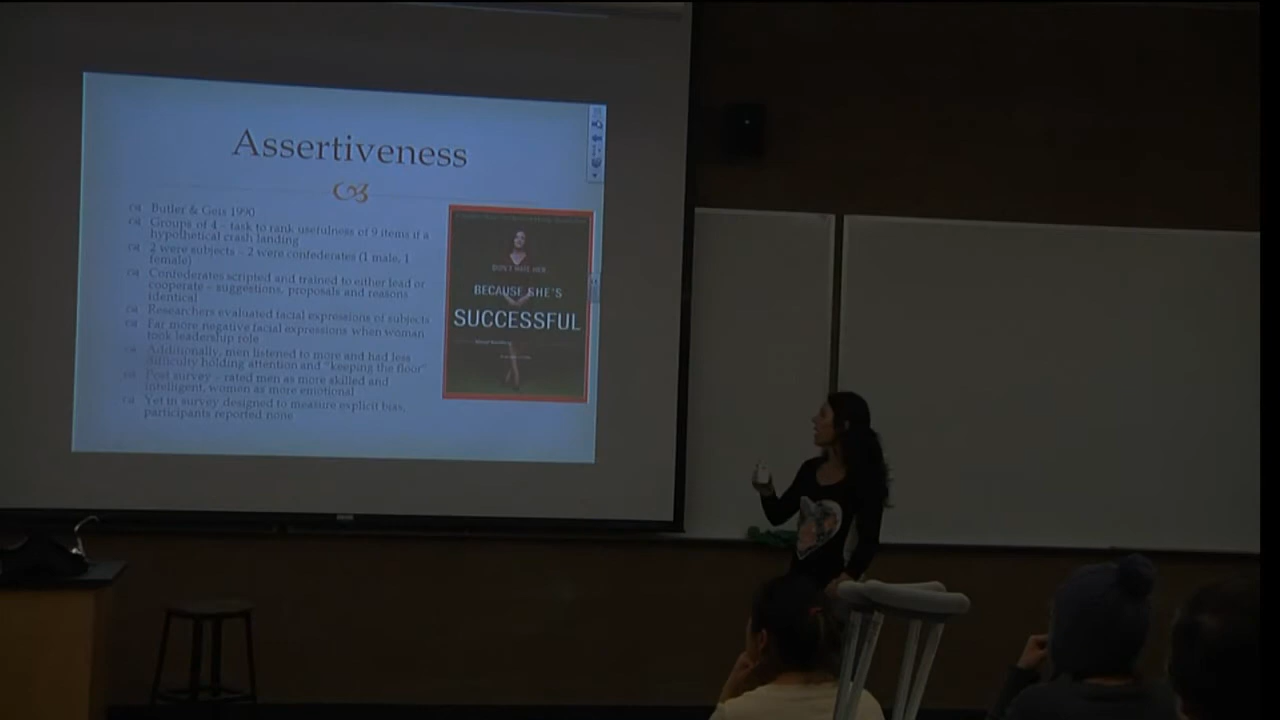 Assertiveness
Butler & Geis 1990
Groups of 4 – task to rank usefulness of 9 items if a
hypothetical crash landing
2 were subjects – 2 were confederates (1 male, 1
female)
Confederates scripted and trained to either lead or
cooperate – suggestions, proposals and reasons
identical
Researchers evaluated facial expressions of subjects
Far more negative facial expressions when woman
took leadership role
Additionally, men listened to more and had less
difficulty holding attention and "keeping the floor"
Post survey – rated men as more skilled and
intelligent, women as more emotional
Yet in survey designed to measure explicit bias,
participants reported none
DON'T HATE HER
BECAUSE SHE'S
SUCCESSFUL